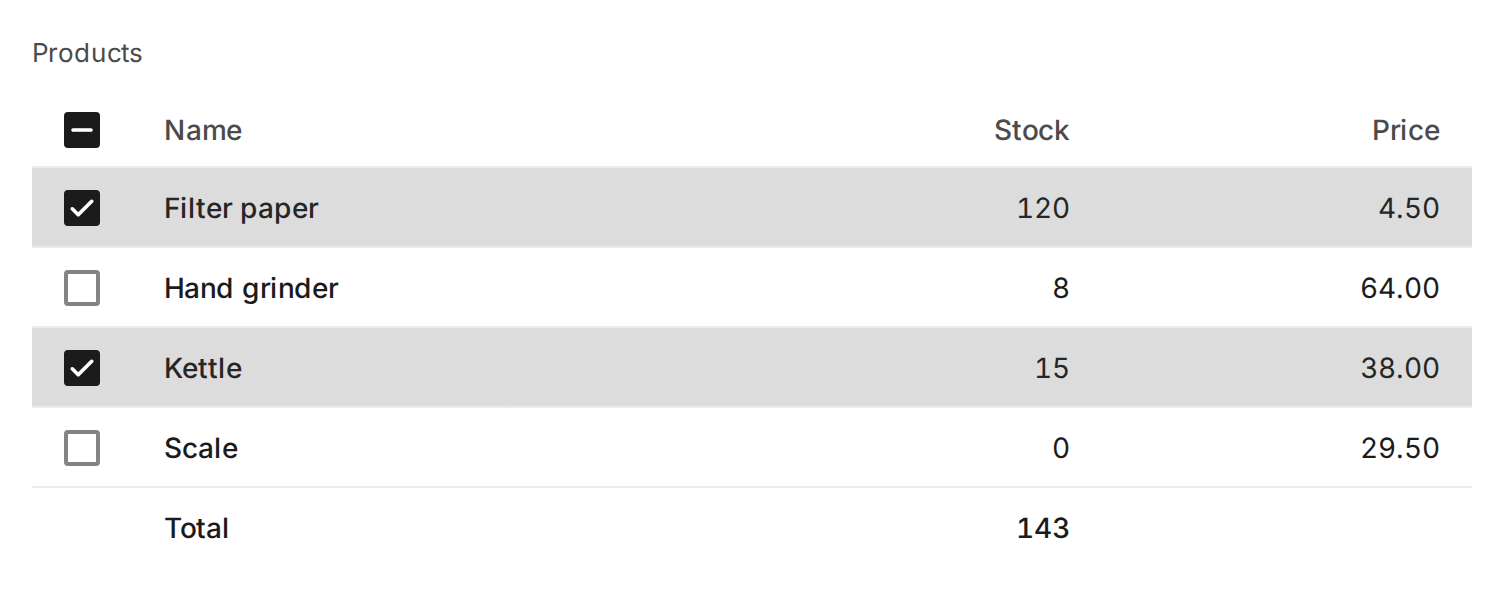 Products
Name Stock Price
Filter paper 120 4.50
Hand grinder 8 64.00
Kettle 15 38.00
Scale 0 29.50
Total 143